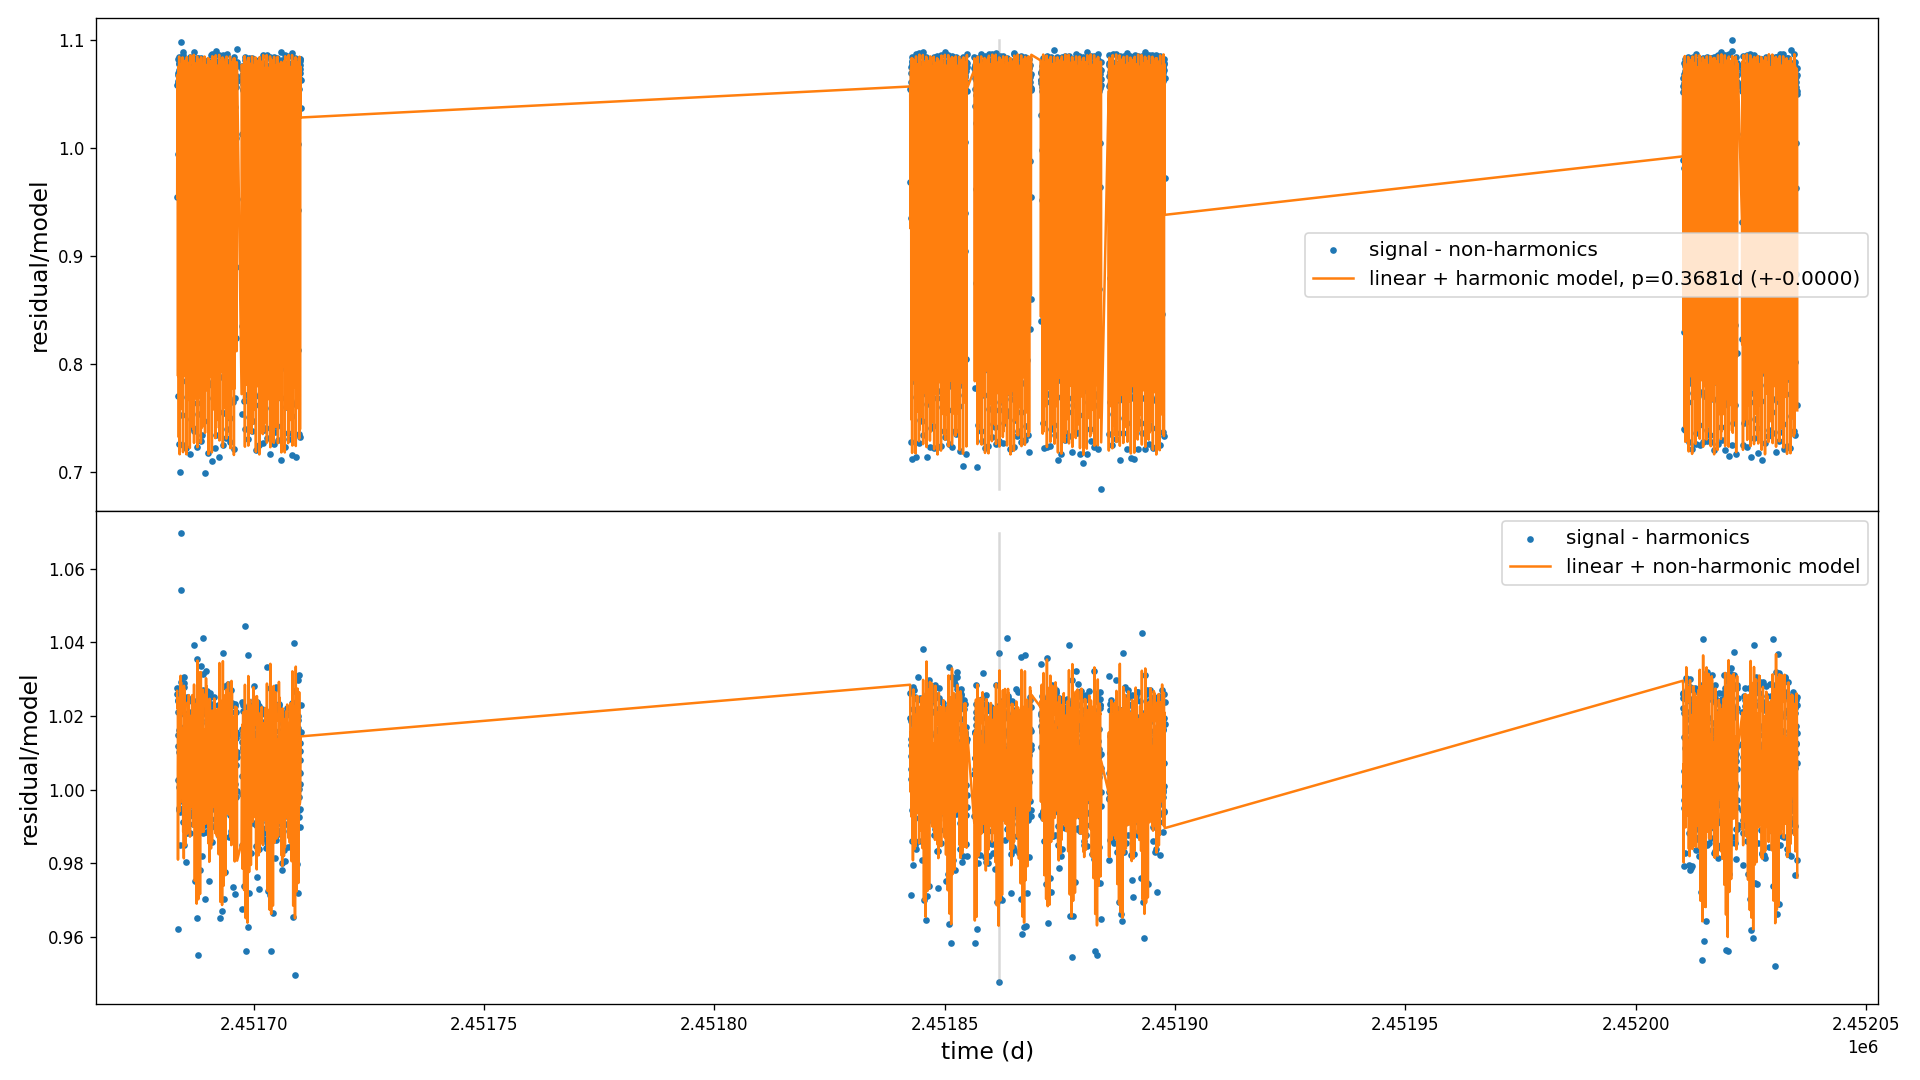 1.1
1.0
0.9
0.8
0.7
residual/model
signal - non-harmonics
linear + harmonic model, p=0.3681d (+-0.0000)
1.06
1.04
1.02
1.00
0.98
0.96
residual/model
signal - harmonics
linear + non-harmonic model
2.45170 2.45175 2.45180 2.45185 2.45190 2.45195 2.45200 2.45205
time (d)
1e6